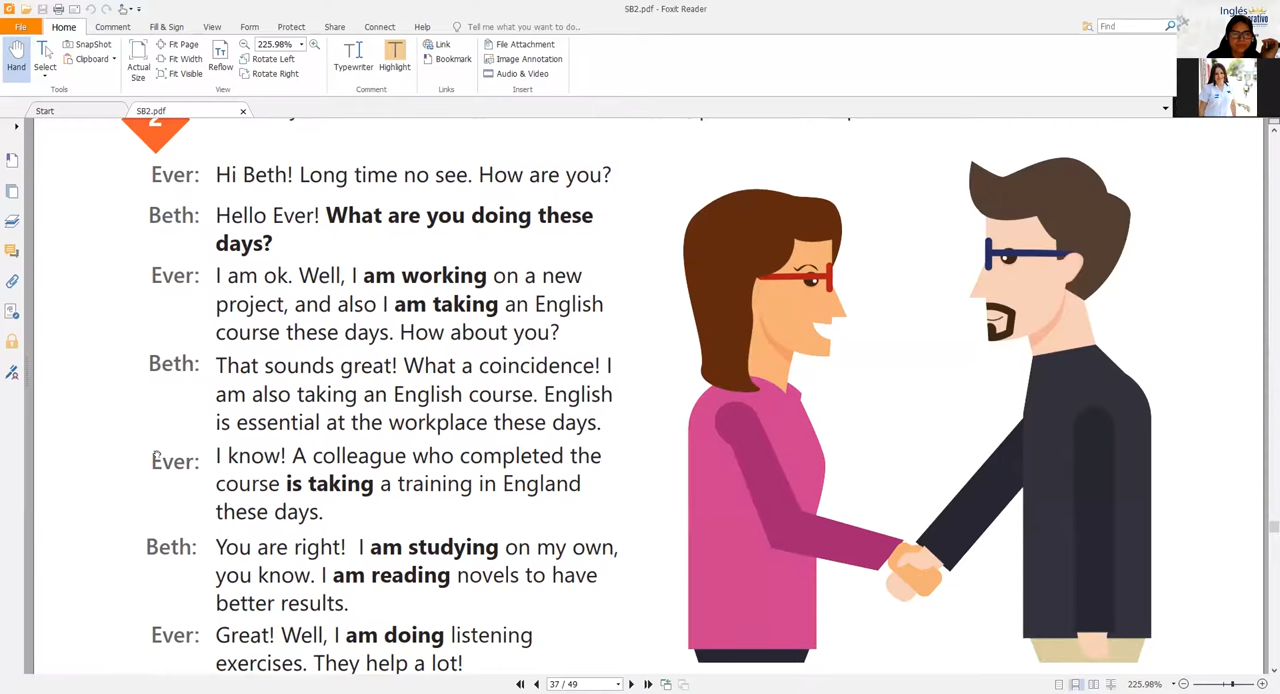 SB2.pdf - Foxit Reader
File Home Comment Fill & Sign View Form Protect Share Connect Help Tell me what you want to do... Find
Inglés
Hand Select SnapShot Clipboard Actual Size Fit Page Fit Width Fit Visible Reflow 225.98% Rotate Left Rotate Right Typewriter Highlight Link Bookmark File Attachment Image Annotation Audio & Video
Tools View Comment Links Insert
Start SB2.pdf
2
Ever: Hi Beth! Long time no see. How are you?
Beth: Hello Ever! What are you doing these
days?
Ever: I am ok. Well, I am working on a new
project, and also I am taking an English
course these days. How about you?
Beth: That sounds great! What a coincidence! I
am also taking an English course. English
is essential at the workplace these days.
Ever: I know! A colleague who completed the
course is taking a training in England
these days.
Beth: You are right! I am studying on my own,
you know. I am reading novels to have
better results.
Ever: Great! Well, I am doing listening
exercises. They help a lot!
37 / 49 225.98%